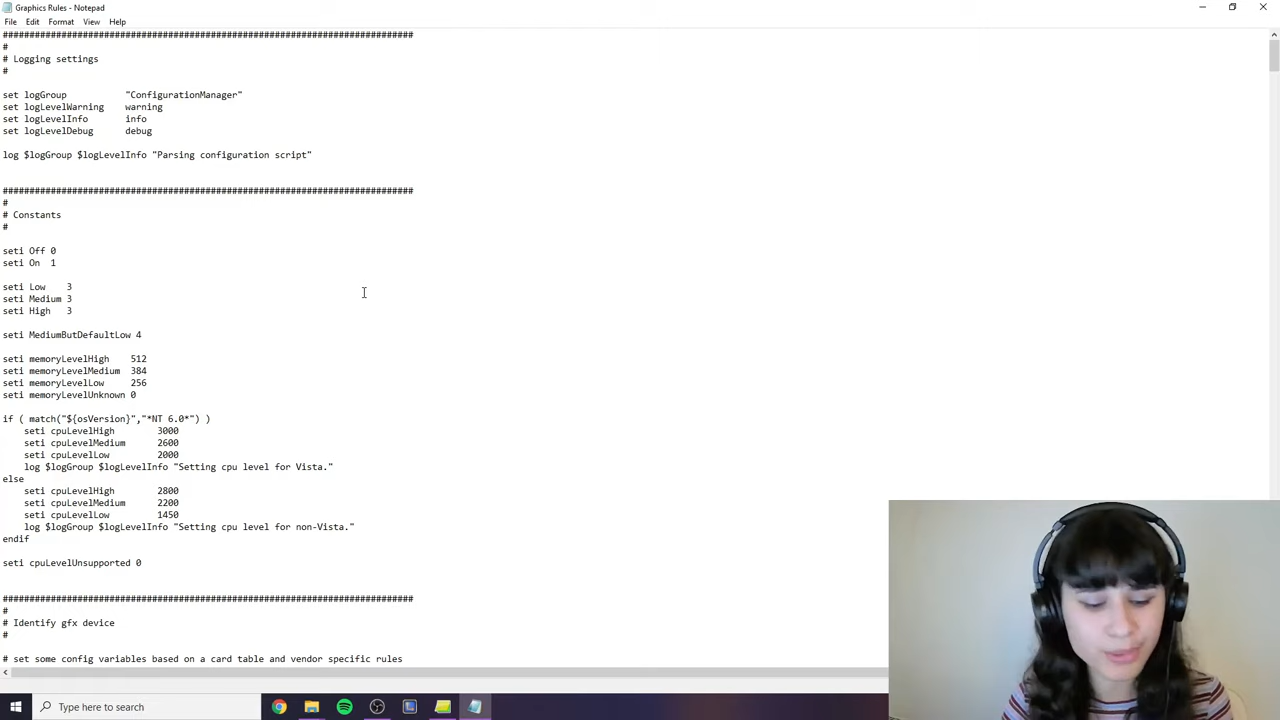 Graphics Rules - Notepad
File Edit Format View Help
##############################################################################
#
# Logging settings
#
set logGroup "ConfigurationManager"
set logLevelWarning warning
set logLevelInfo info
set logLevelDebug debug
log $logGroup $logLevelInfo "Parsing configuration script"
##############################################################################
#
# Constants
#
seti Off 0
seti On 1
seti Low 3
seti Medium 3
seti High 3
seti MediumButDefaultLow 4
seti memoryLevelHigh 512
seti memoryLevelMedium 384
seti memoryLevelLow 256
seti memoryLevelUnknown 0
if ( match("${osVersion}","*NT 6.0*") )
seti cpuLevelHigh 3000
seti cpuLevelMedium 2600
seti cpuLevelLow 2000
log $logGroup $logLevelInfo "Setting cpu level for Vista."
else
seti cpuLevelHigh 2800
seti cpuLevelMedium 2200
seti cpuLevelLow 1450
log $logGroup $logLevelInfo "Setting cpu level for non-Vista."
endif
seti cpuLevelUnsupported 0
##############################################################################
#
# Identify gfx device
#
# set some config variables based on a card table and vendor specific rules
Type here to search